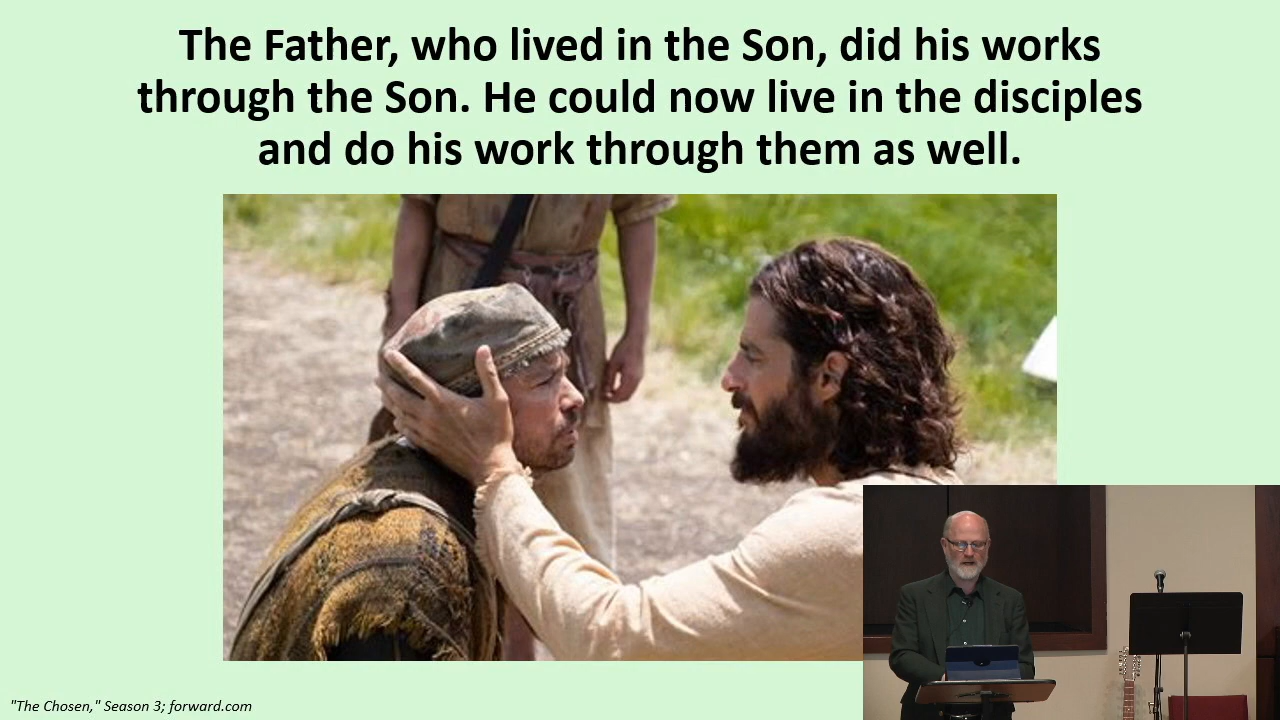 The Father, who lived in the Son, did his works
through the Son. He could now live in the disciples
and do his work through them as well.
"The Chosen," Season 3; forward.com